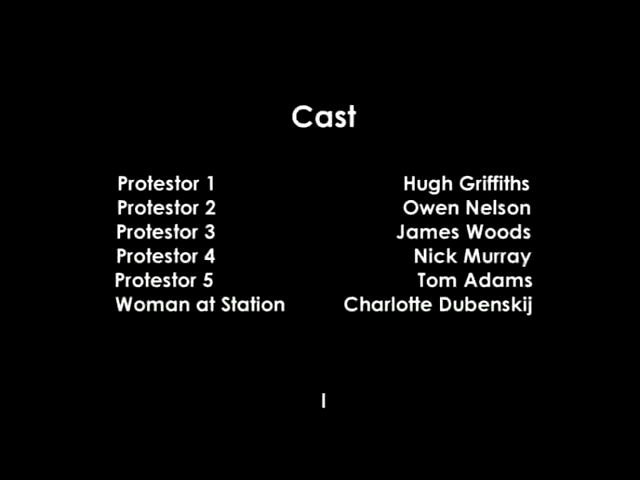 Cast
Protestor 1 Hugh Griffiths
Protestor 2 Owen Nelson
Protestor 3 James Woods
Protestor 4 Nick Murray
Protestor 5 Tom Adams
Woman at Station Charlotte Dubenskij
I